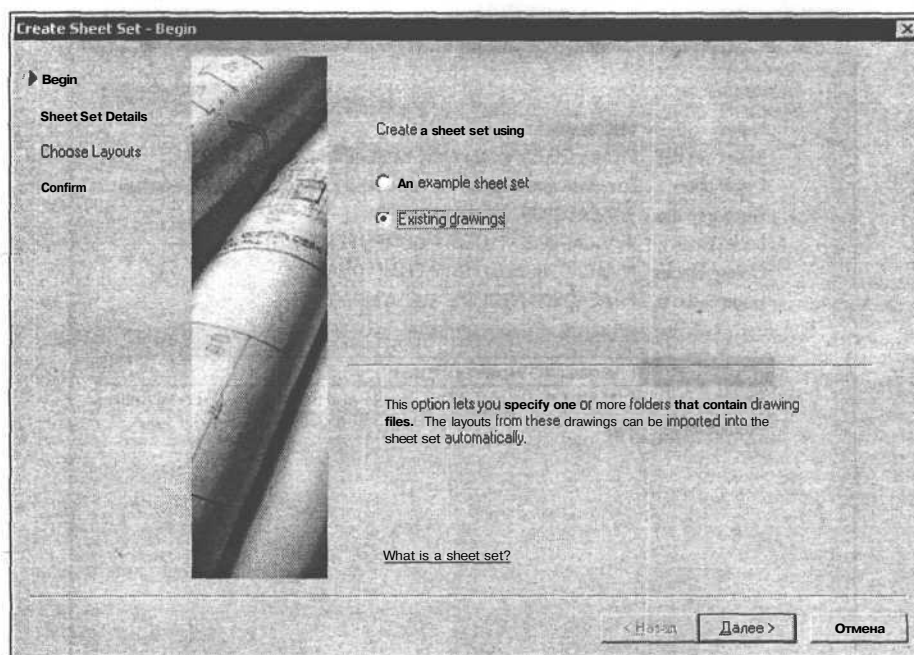 Create Sheet Set - Begin
Begin
Sheet Set Details
Choose Layouts
Confirm
Create a sheet set using
An example sheet set
Existing drawings
This option lets you specify one or more folders that contain drawing
files. The layouts from these drawings can be imported into the
sheet set automatically.
What is a sheet set?
< Назад
Далее >
Отмена